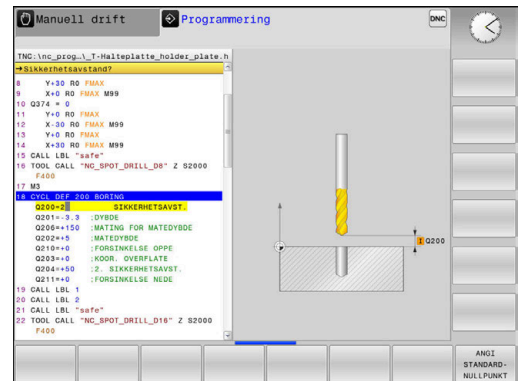 Manuell drift
Programmering
DNC
TNC:\nc_prog…\_T-Halteplatte_holder_plate.h
→Sikkerhetsavstand?
8 Y+30 R0 FMAX
9 X+0 R0 FMAX M99
10 Q374 = 0
11 Y+0 R0 FMAX
12 X-30 R0 FMAX M99
13 Y+0 R0 FMAX
14 X+30 R0 FMAX M99
15 CALL LBL "safe"
16 TOOL CALL "NC_SPOT_DRILL_D8" Z S2000
F400
17 M3
18 CYCL DEF 200 BORING
Q200=2 SIKKERHETSAVST.
Q201=-3.3 ;DYBDE
Q206=+150 ;MATING FOR MATEDYBDE
Q202=+5 ;MATEDYBDE
Q210=+0 ;FORSINKELSE OPPE
Q203=+0 ;KOOR. OVERFLATE
Q204=+50 ;2. SIKKERHETSAVST.
Q211=+0 ;FORSINKELSE NEDE
19 CALL LBL 1
20 CALL LBL 2
21 CALL LBL "safe"
22 TOOL CALL "NC_SPOT_DRILL_D16" Z S2000
F400
I Q200
ANGI
STANDARD-
NULLPUNKT